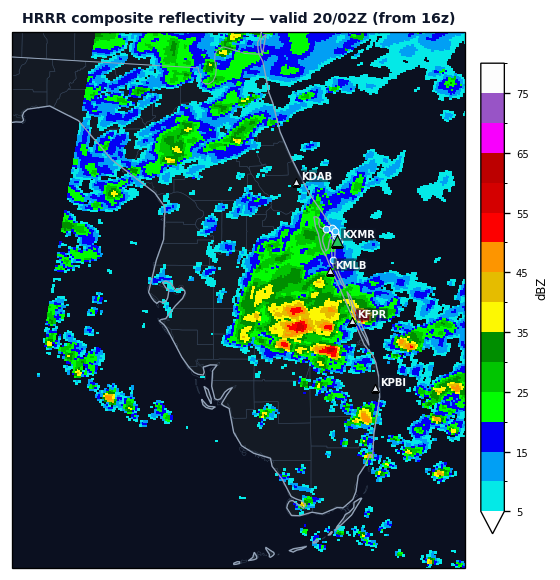 HRRR composite reflectivity — valid 20/02Z (from 16z)
75
65
55
45
35
25
15
5
dBZ
KDAB
KXMR
KMLB
KFPR
KPBI